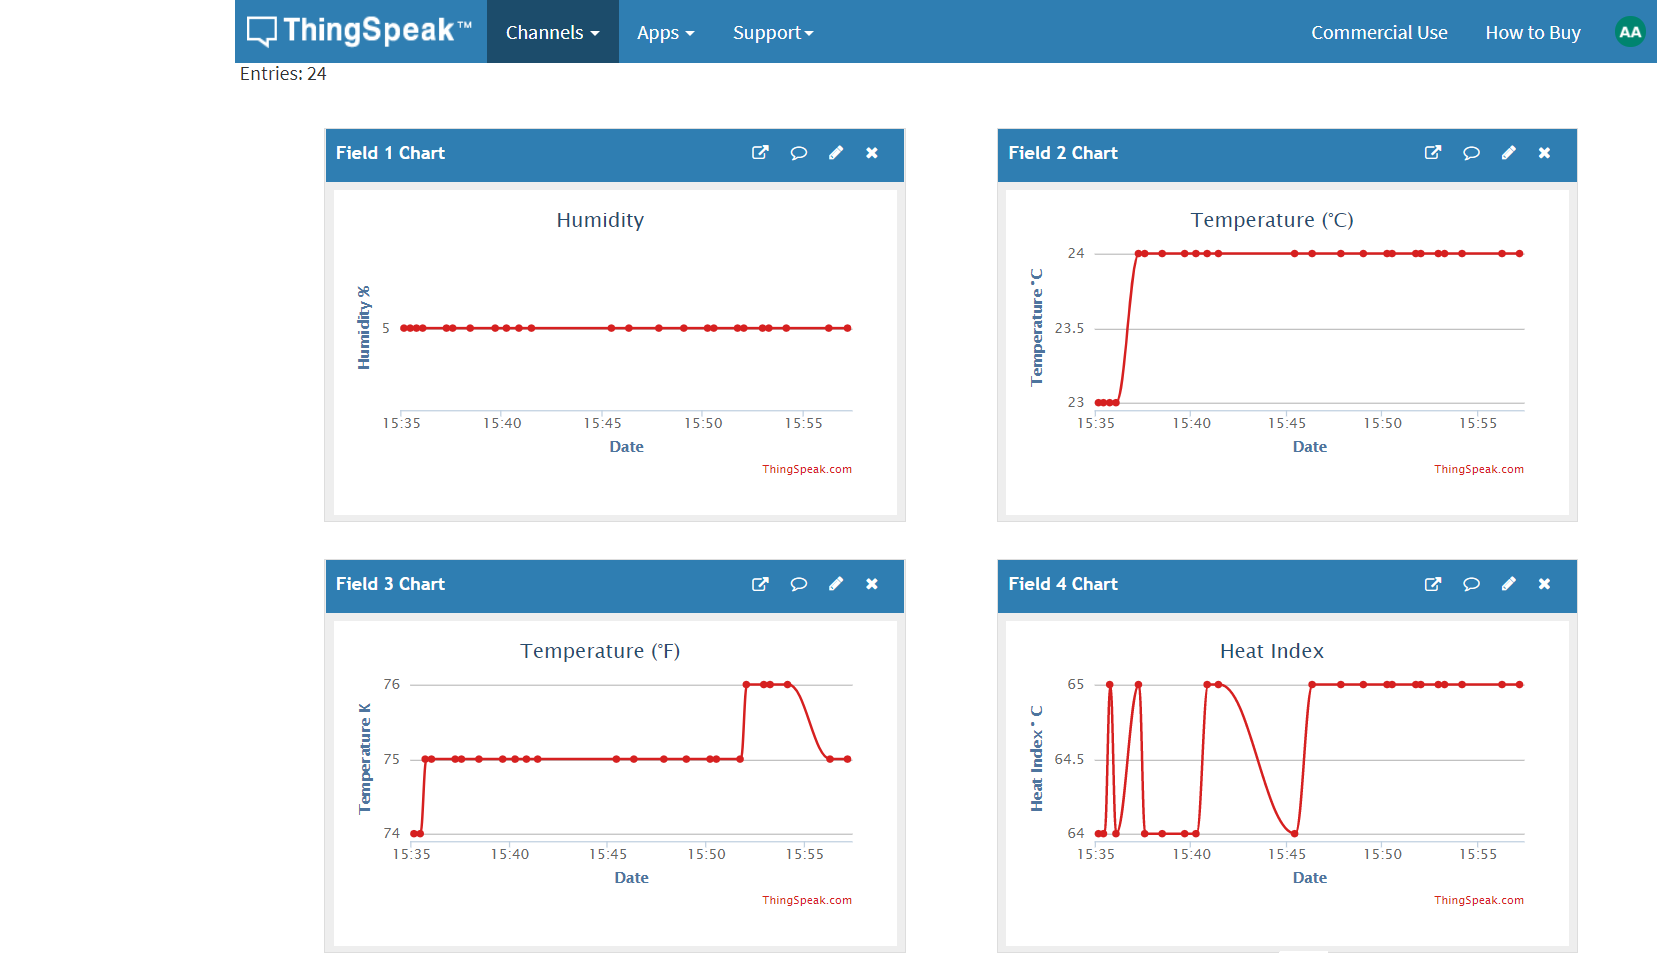 ThingSpeak™ Channels Apps Support Commercial Use How to Buy AA
Entries: 24
Field 1 Chart
Humidity
Humidity %
5
15:35 15:40 15:45 15:50 15:55
Date
ThingSpeak.com
Field 2 Chart
Temperature (°C)
Temperature °C
24
23.5
23
15:35 15:40 15:45 15:50 15:55
Date
ThingSpeak.com
Field 3 Chart
Temperature (°F)
Temperature K
76
75
74
15:35 15:40 15:45 15:50 15:55
Date
ThingSpeak.com
Field 4 Chart
Heat Index
Heat Index ° C
65
64.5
64
15:35 15:40 15:45 15:50 15:55
Date
ThingSpeak.com